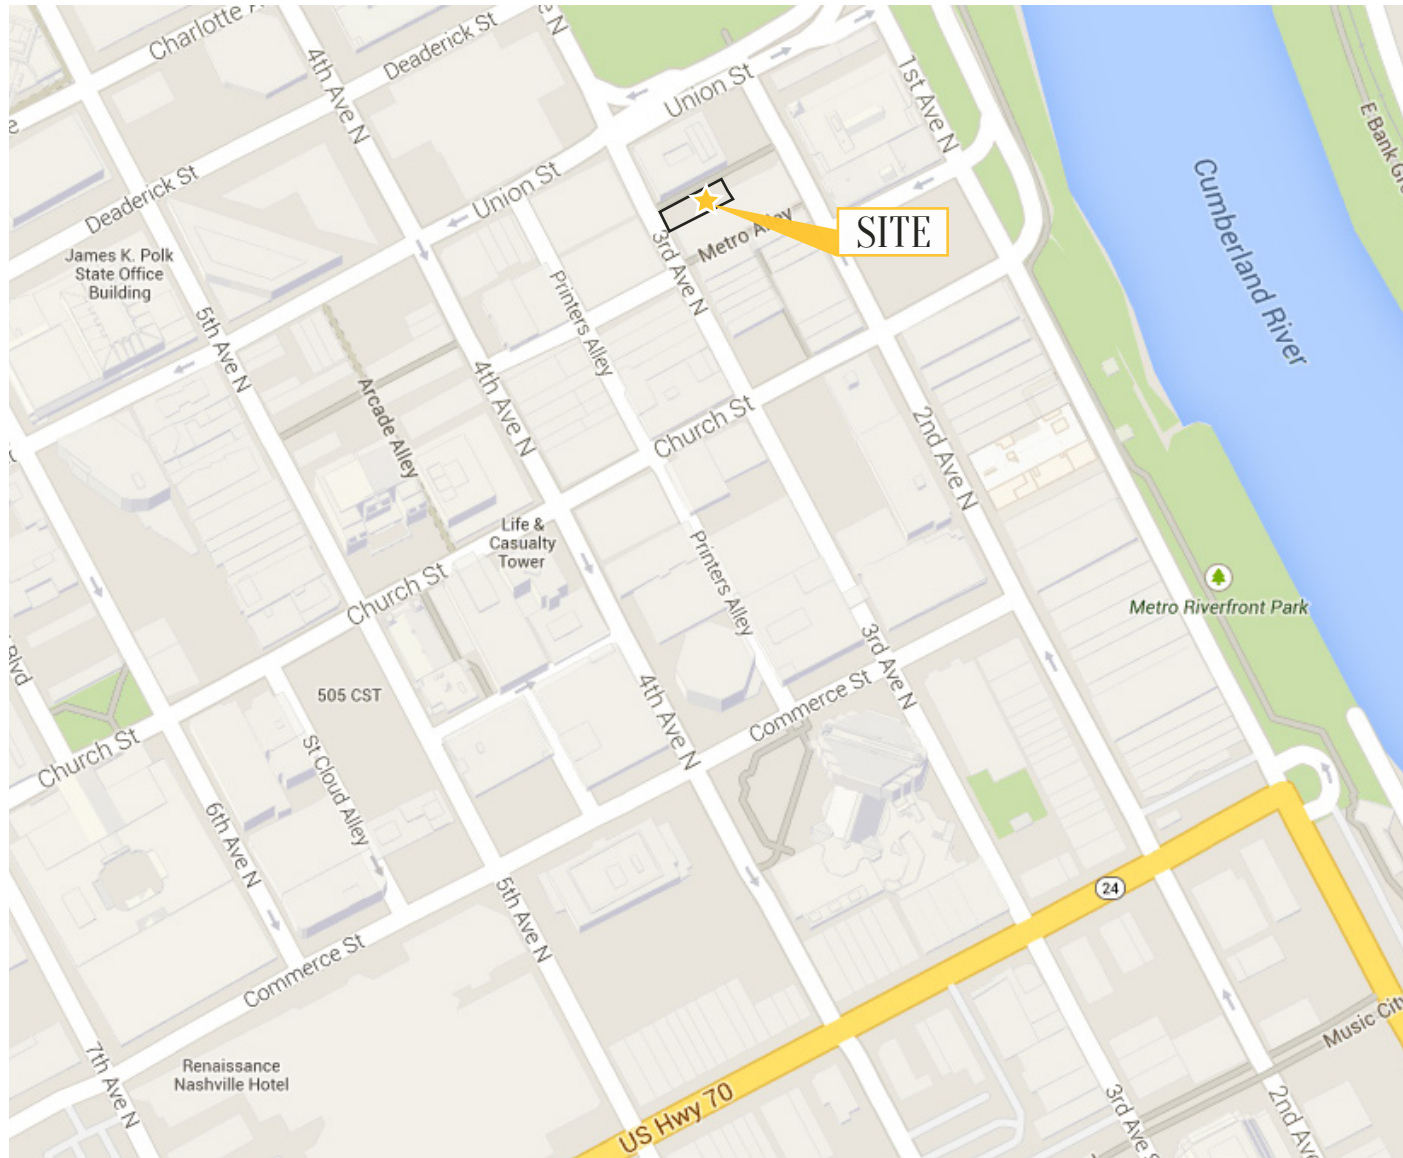 Charlotte A
Deaderick St
4th Ave N
e N
Union St
1st Ave N
E Bank Gr
Cumberland River
Deaderick St
Union St
SITE
Metro Alley
3rd Ave N
James K. Polk
State Office
Building
Printers Alley
5th Ave N
4th Ave N
Arcade Alley
Church St
2nd Ave N
Life &
Casualty
Tower
Printers Alley
Church St
Metro Riverfront Park
Blvd
3rd Ave N
505 CST
4th Ave N
Commerce St
Church St
St Cloud Alley
6th Ave N
24
5th Ave N
Commerce St
Music City
Renaissance
Nashville Hotel
7th Ave N
US Hwy 70
3rd Ave S
2nd Ave